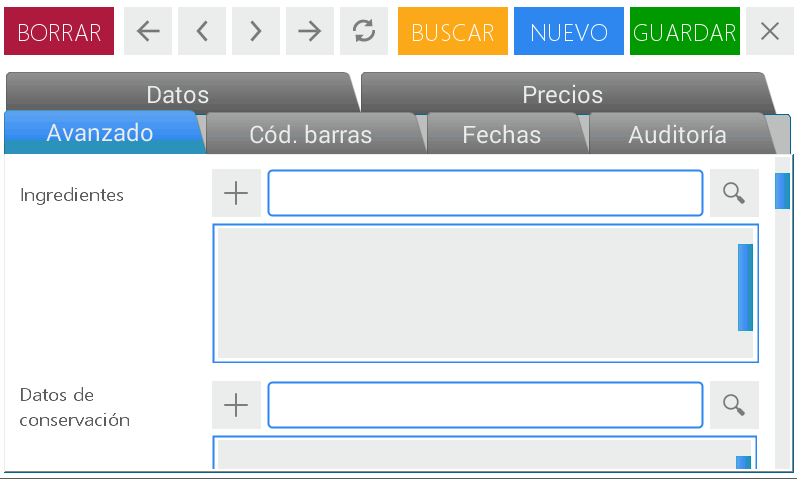 BORRAR BUSCAR NUEVO GUARDAR
Datos Precios
Avanzado Cód. barras Fechas Auditoría
Ingredientes
Datos de
conservación